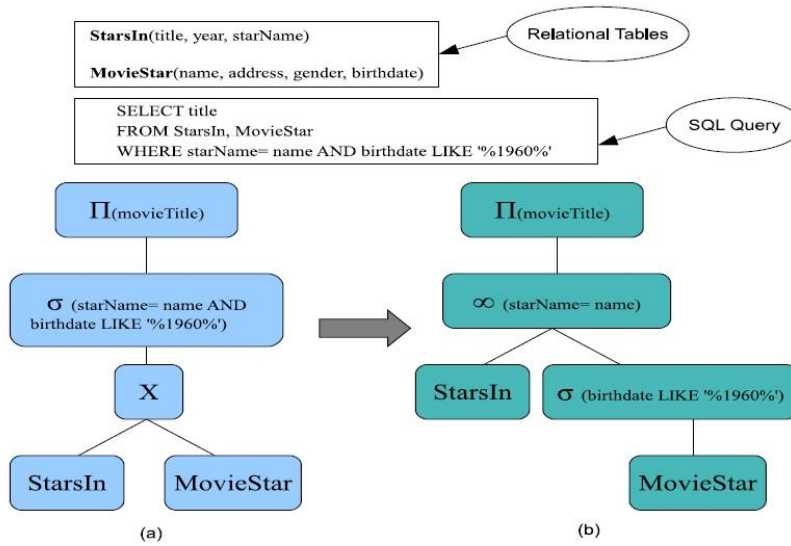 StarsIn(title, year, starName)
Relational Tables
MovieStar(name, address, gender, birthdate)
SELECT title
FROM StarsIn, MovieStar
WHERE starName= name AND birthdate LIKE '%1960%'
SQL Query
Π(movieTitle)
σ (starName= name AND
birthdate LIKE '%1960%')
X
StarsIn
MovieStar
(a)
Π(movieTitle)
∞ (starName= name)
StarsIn
σ (birthdate LIKE '%1960%')
MovieStar
(b)